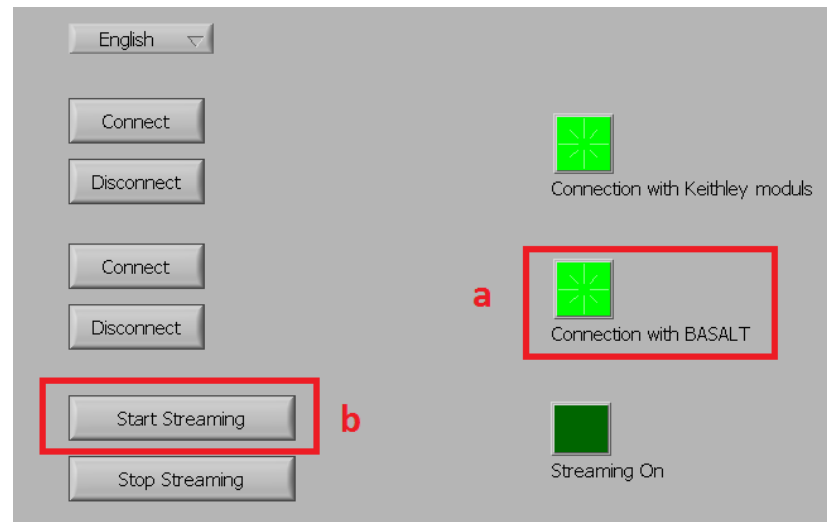 English
Connect
Disconnect
Connection with Keithley moduls
Connect
a
Disconnect
Connection with BASALT
Start Streaming
b
Stop Streaming
Streaming On